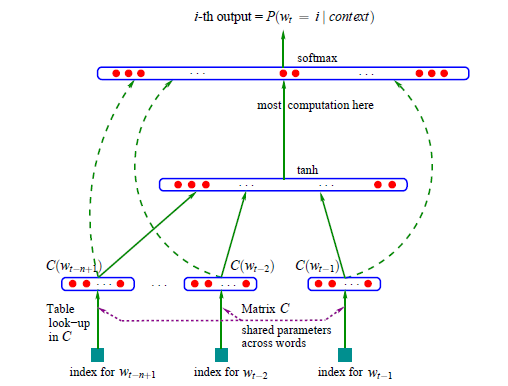 i-th output = P(w_t = i | context)
softmax
. . .
. . .
most computation here
tanh
. . .
. . .
C(w_{t−n+1}) C(w_{t−2}) C(w_{t−1})
. . .
. . .
. . .
. . .
Table Matrix C
look−up
in C
shared parameters
across words
index for w_{t−n+1} index for w_{t−2} index for w_{t−1}